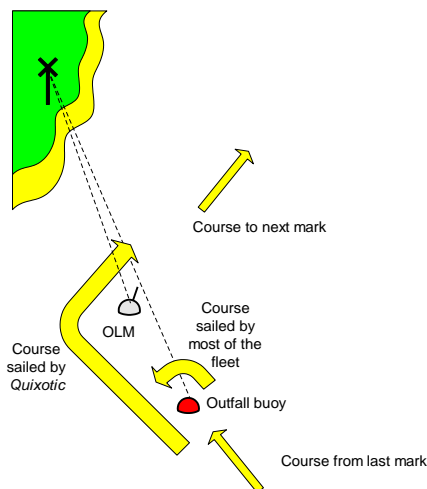 Course to next mark
OLM
Course
sailed by
most of the
fleet
Course
sailed by
Quixotic
Outfall buoy
Course from last mark